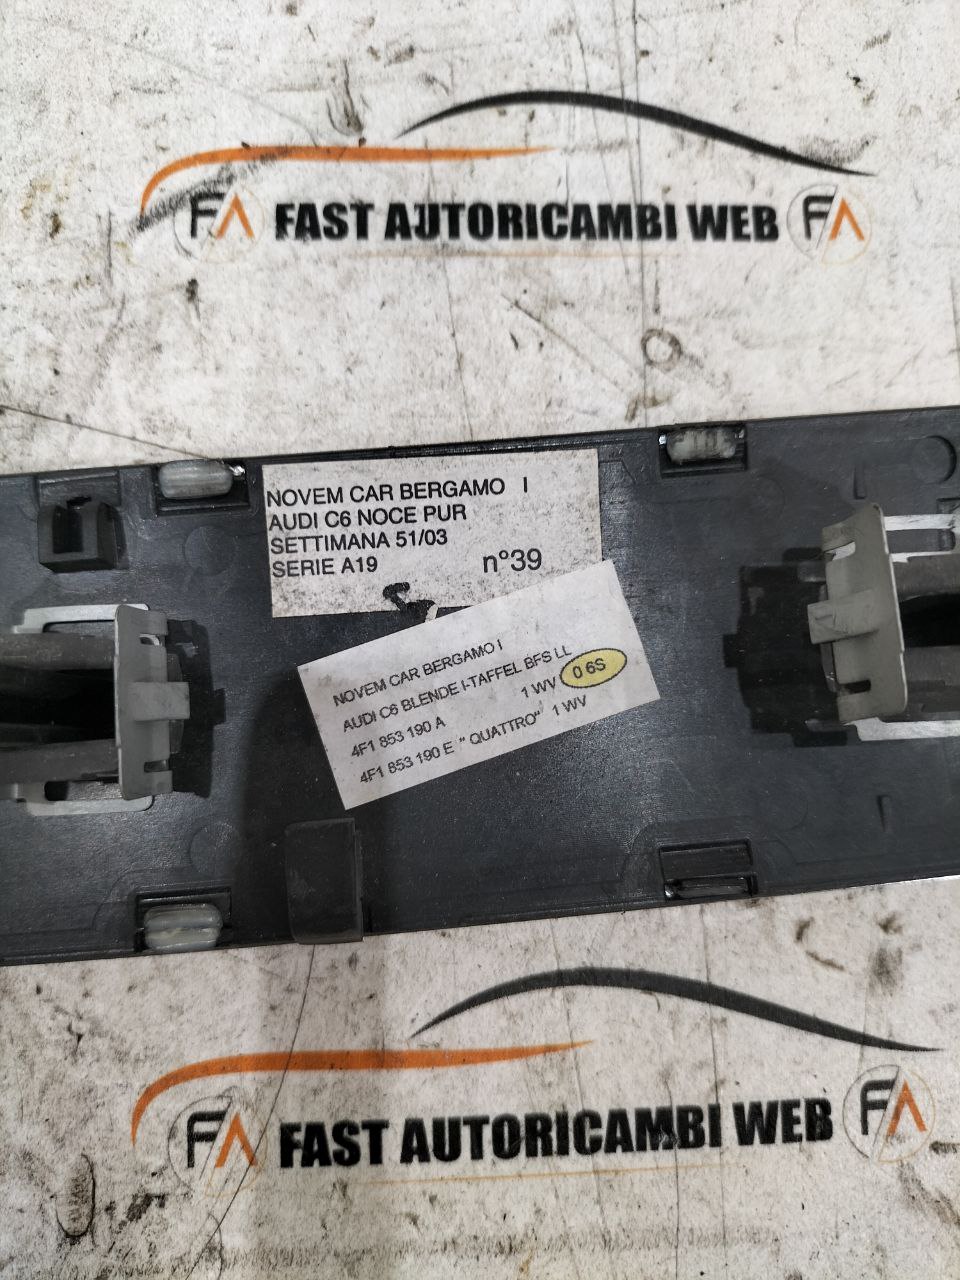 FA FAST AUTORICAMBI WEB FA
NOVEM CAR BERGAMO I
AUDI C6 NOCE PUR
SETTIMANA 51/03
SERIE A19 n°39
NOVEM CAR BERGAMO I
AUDI C6 BLENDE I-TAFFEL BFS LL
4F1 853 190 A 1 WV 0 6S
4F1 853 190 E " QUATTRO" 1 WV
FA FAST AUTORICAMBI WEB FA